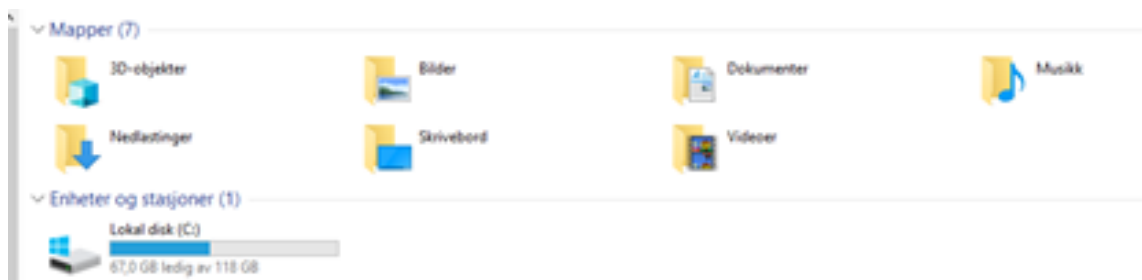 Mapper (7)
3D-objekter
Bilder
Dokumenter
Musikk
Nedlastinger
Skrivebord
Videoer
Enheter og stasjoner (1)
Lokal disk (C:)
67,0 GB ledig av 118 GB